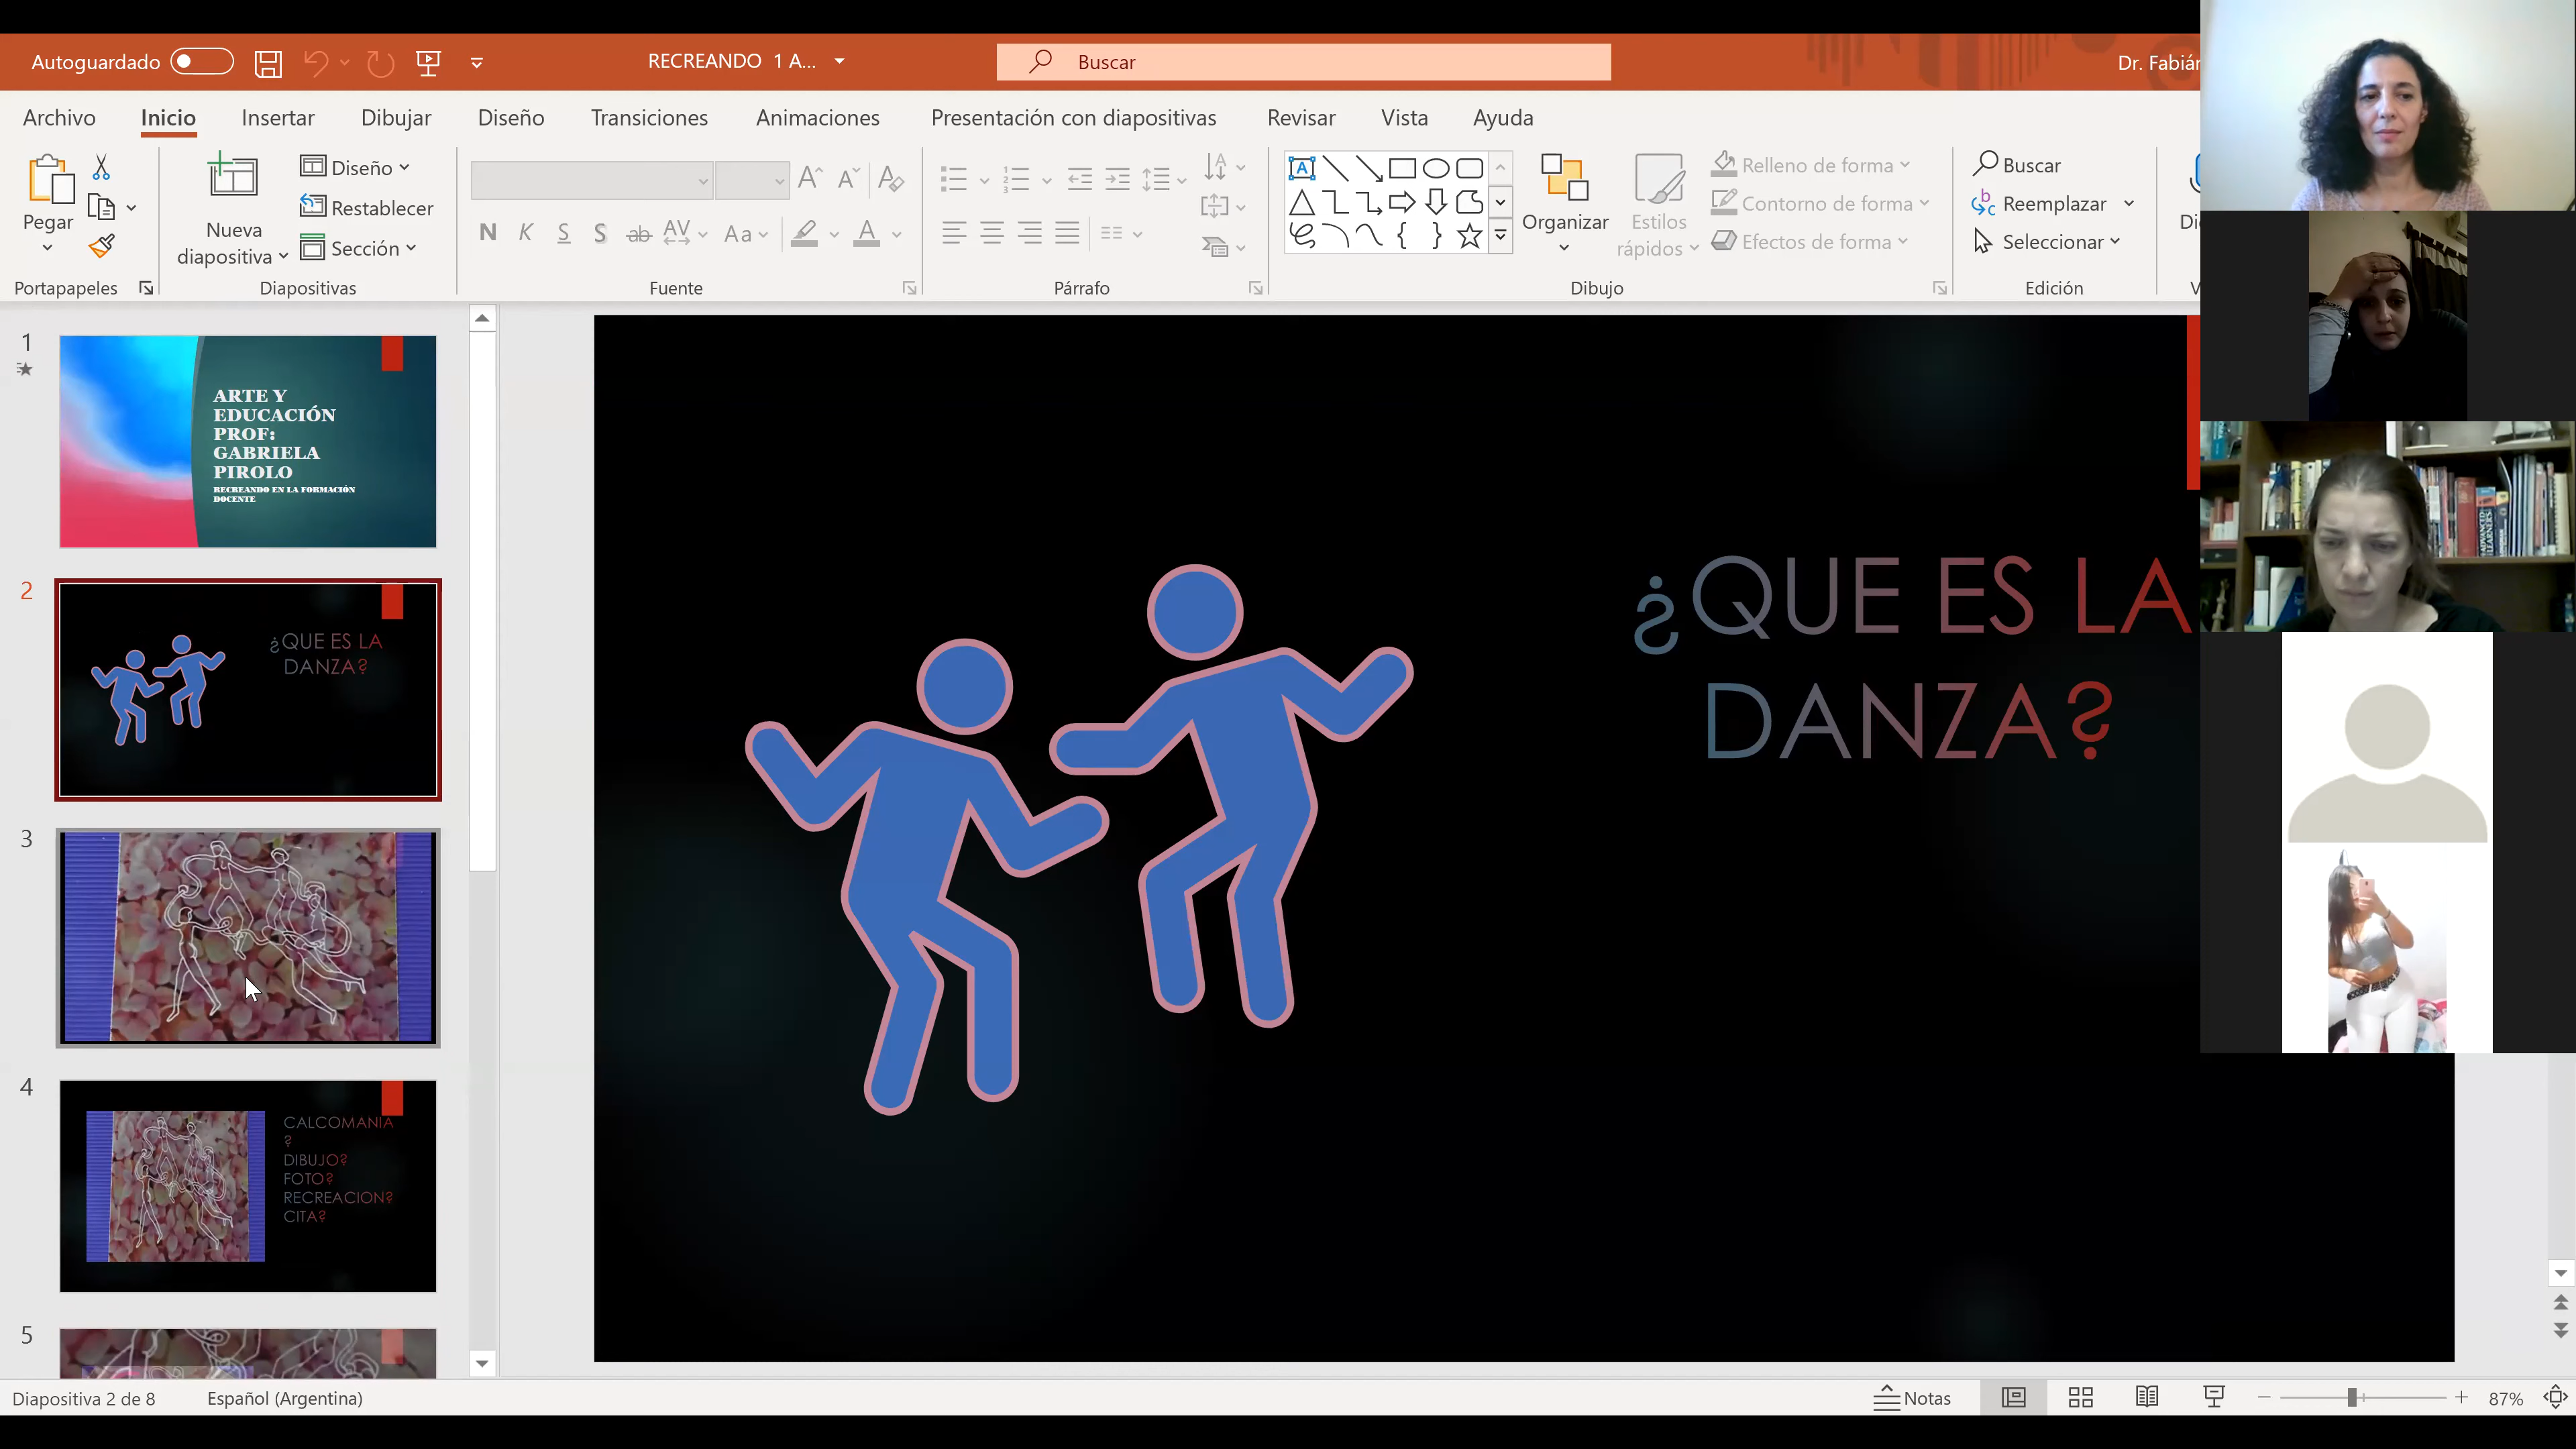 Autoguardado
RECREANDO 1 A...
Buscar
Dr. Fabián
Archivo
Inicio
Insertar
Dibujar
Diseño
Transiciones
Animaciones
Presentación con diapositivas
Revisar
Vista
Ayuda
Pegar
Portapapeles
Nueva
diapositiva
Diseño
Restablecer
Sección
Diapositivas
N K S S ab AV Aa A
Fuente
Párrafo
Organizar
Estilos
rápidos
Relleno de forma
Contorno de forma
Efectos de forma
Dibujo
Buscar
Reemplazar
Seleccionar
Edición
1
ARTE Y
EDUCACIÓN
PROF:
GABRIELA
PIROLO
RECREANDO EN LA FORMACIÓN
DOCENTE
2
¿QUE ES LA
DANZA?
3
4
CALCOMANIA
?
DIBUJO?
FOTO?
RECREACION?
CITA?
5
¿QUE ES LA
DANZA?
Diapositiva 2 de 8
Español (Argentina)
Notas
87%